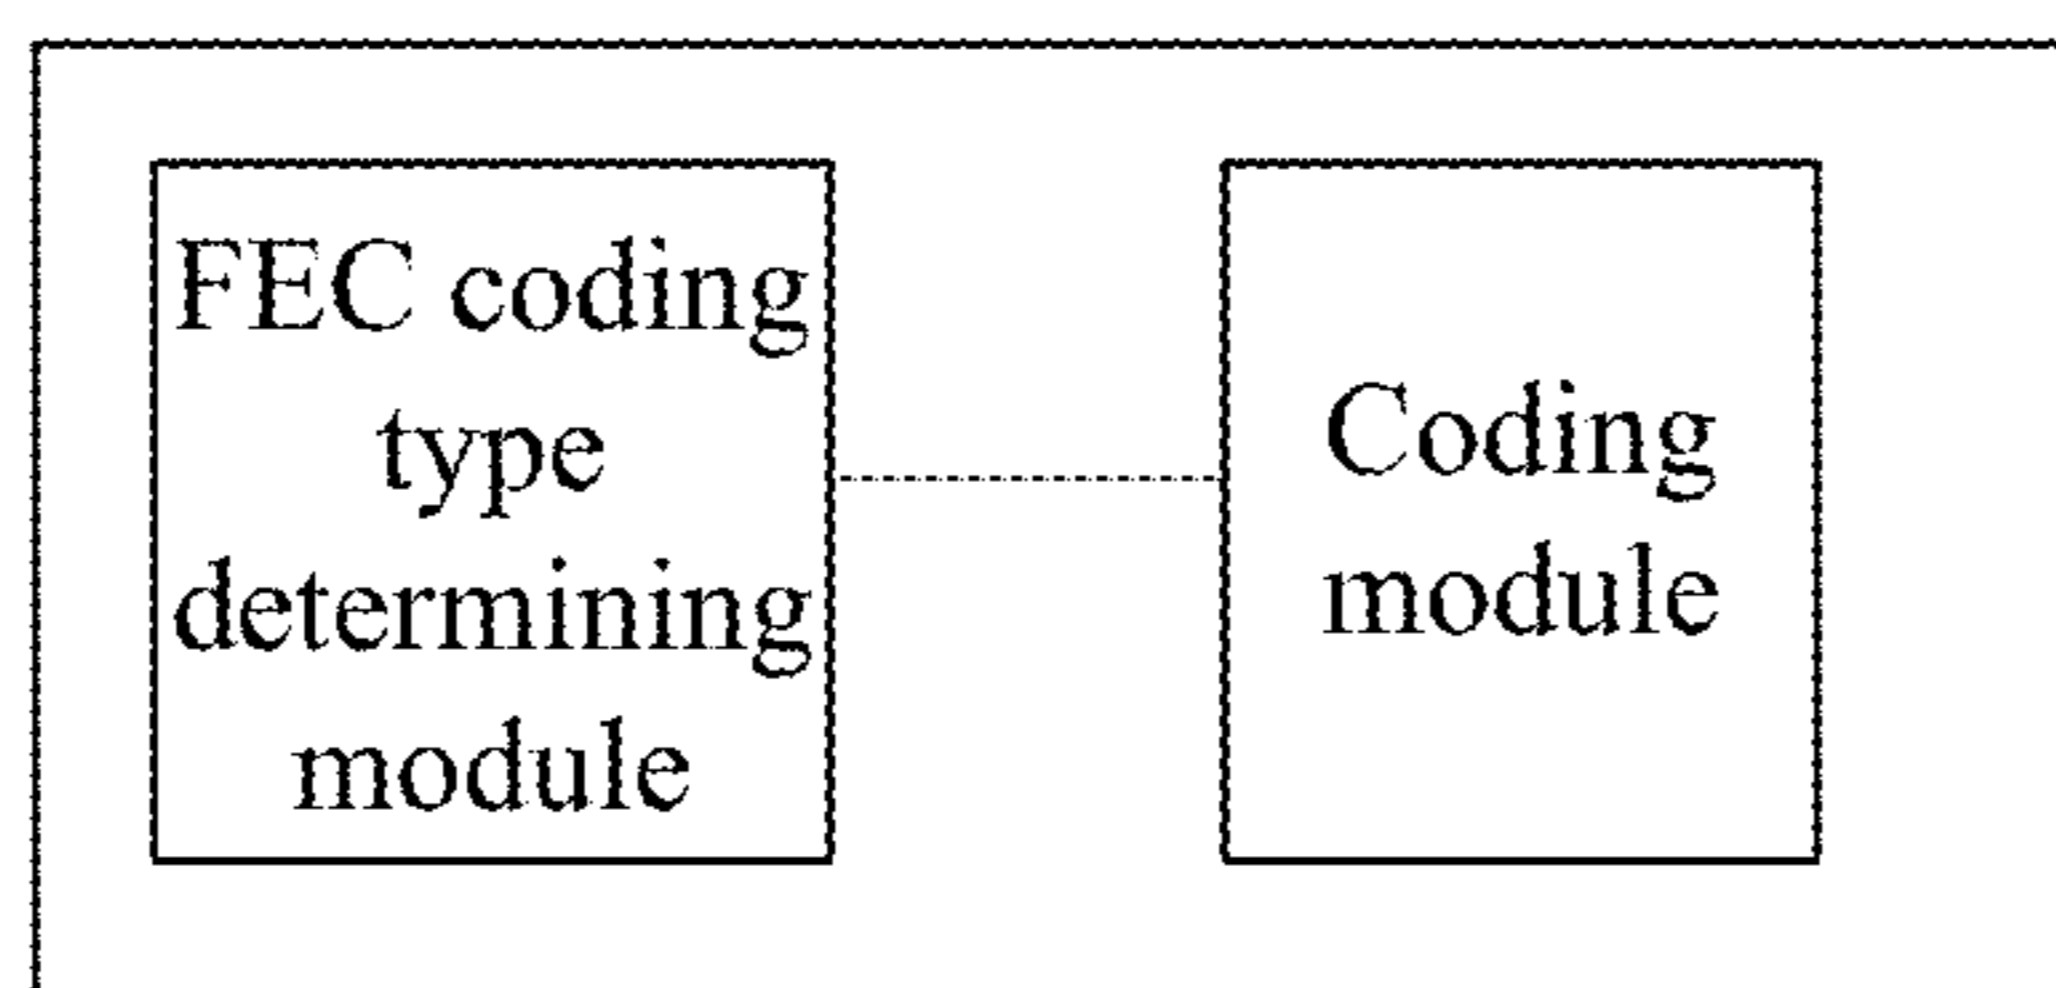 FEC coding
type
determining
module
Coding
module